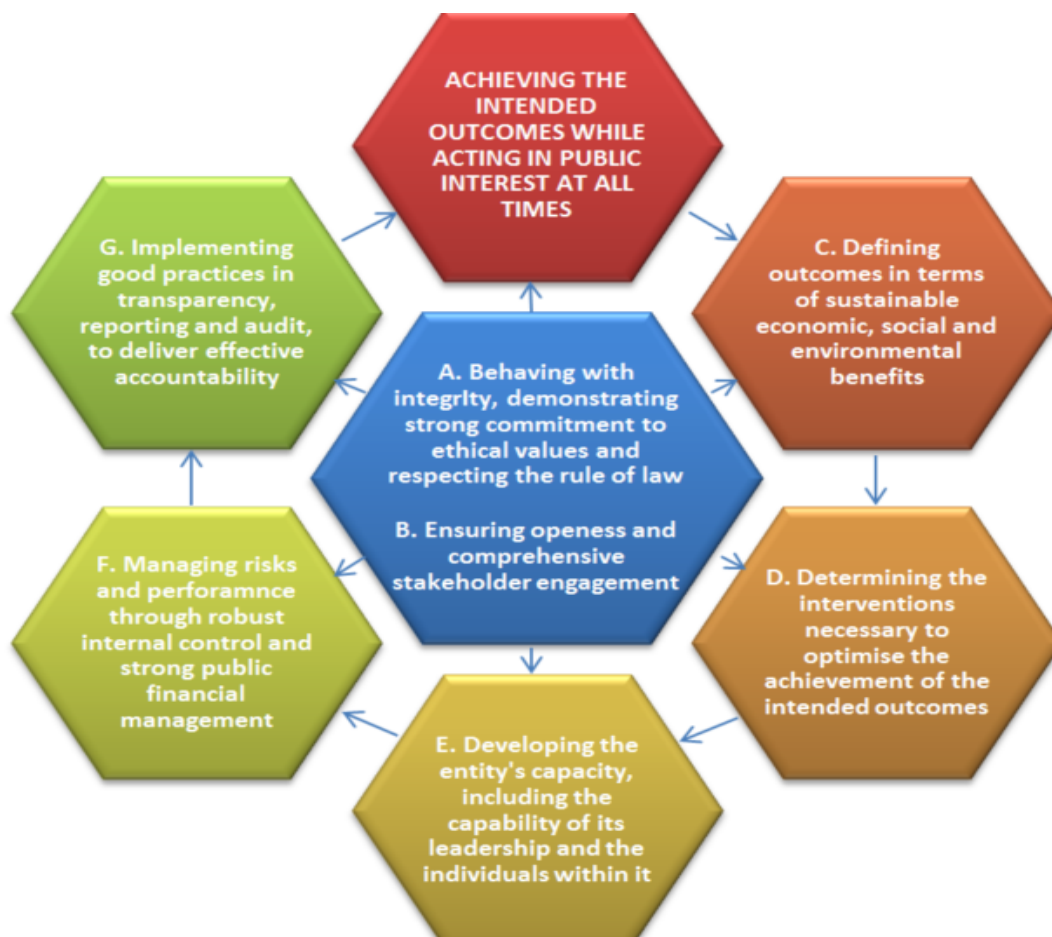 ACHIEVING THE
INTENDED
OUTCOMES WHILE
ACTING IN PUBLIC
INTEREST AT ALL
TIMES
C. Defining
outcomes in terms
of sustainable
economic, social and
environmental
benefits
D. Determining the
interventions
necessary to
optimise the
achievement of the
intended outcomes
E. Developing the
entity's capacity,
including the
capability of its
leadership and the
individuals within it
F. Managing risks
and perforamnce
through robust
internal control and
strong public
financial
management
G. Implementing
good practices in
transparency,
reporting and audit,
to deliver effective
accountability
A. Behaving with
integrIty, demonstrating
strong commitment to
ethical values and
respecting the rule of law
B. Ensuring openess and
comprehensive
stakeholder engagement